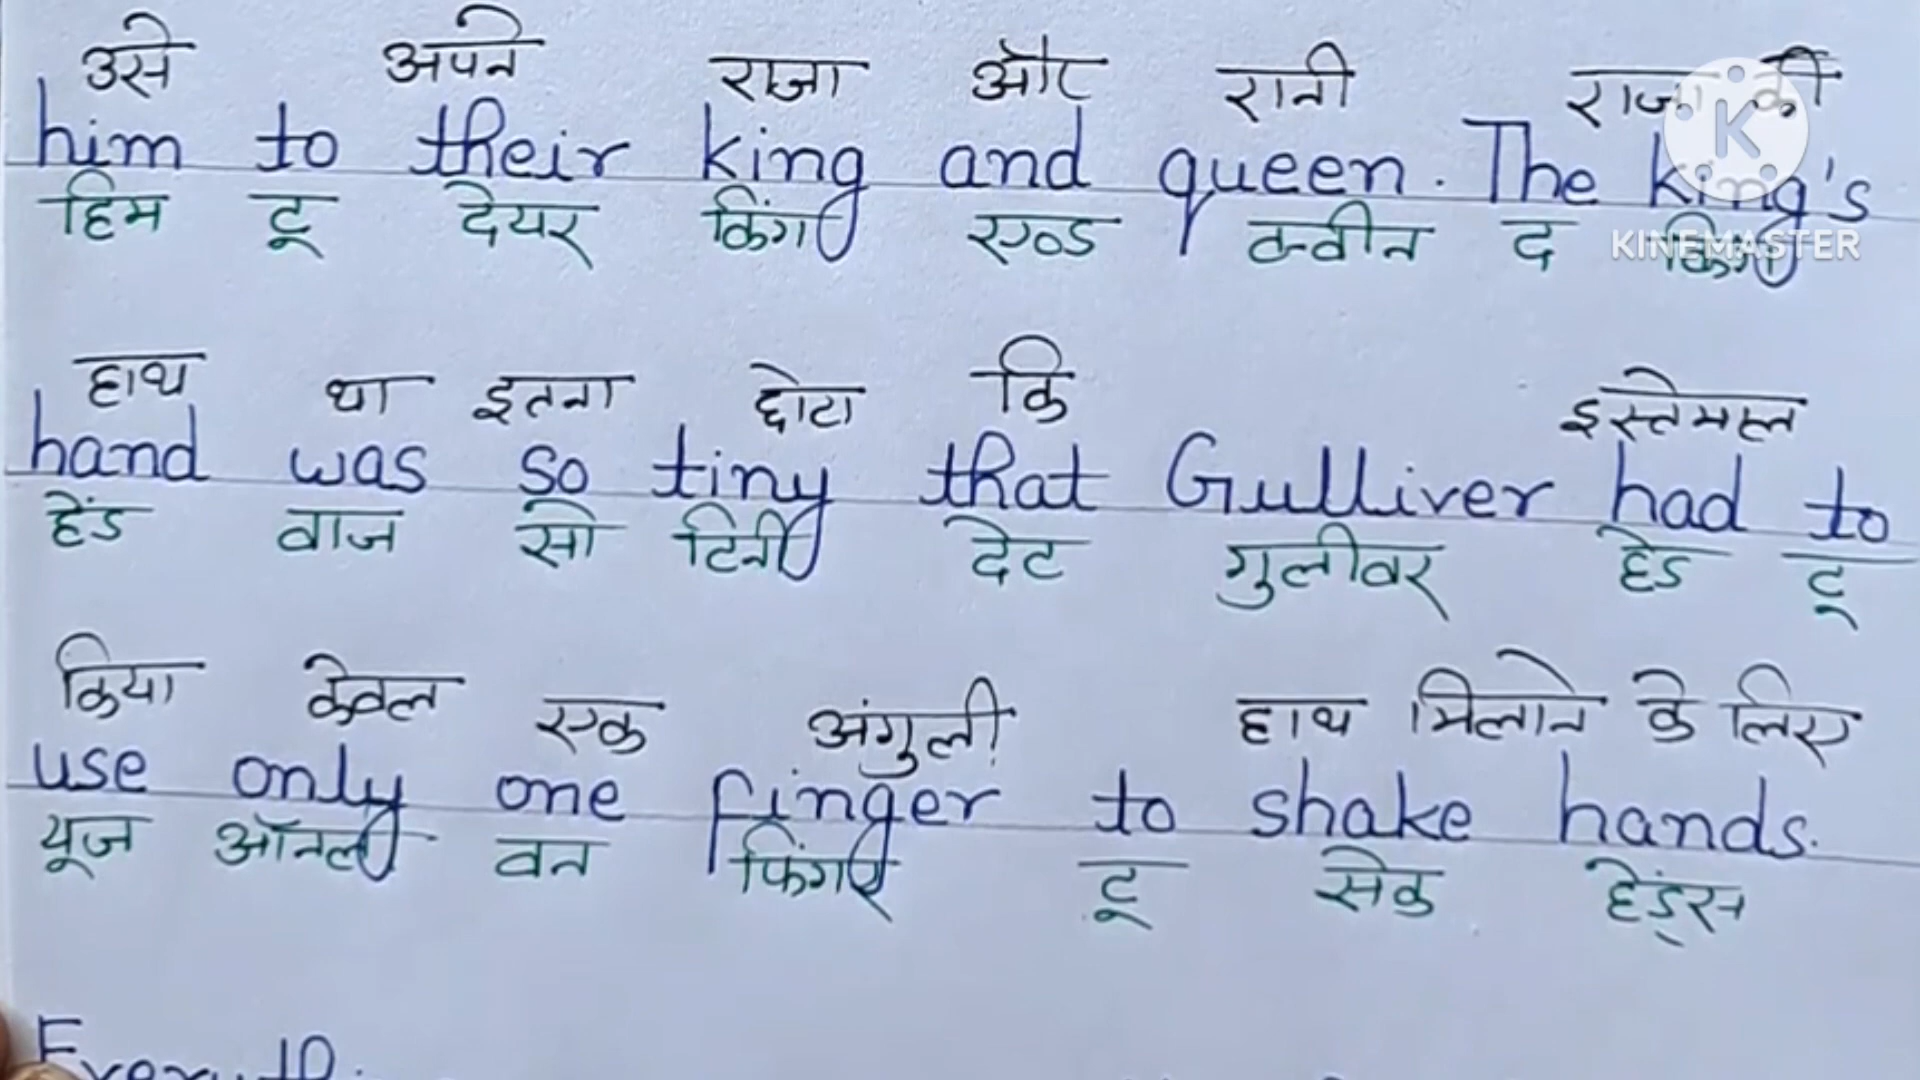 उसे अपने राजा और रानी राजा की
him to their king and queen. The king's
हिम टू देयर किंग एण्ड क्वीन द किंग
KINEMASTER
हाथ था इतना छोटा कि इस्तेमाल
hand was so tiny that Gulliver had to
हेंड वाज सो टिनी देट गुलीवर हेड टू
किया केवल एक अंगुली हाथ मिलाने के लिए
use only one finger to shake hands.
यूज ऑनली वन फिंगर टू सेक हेंड्स